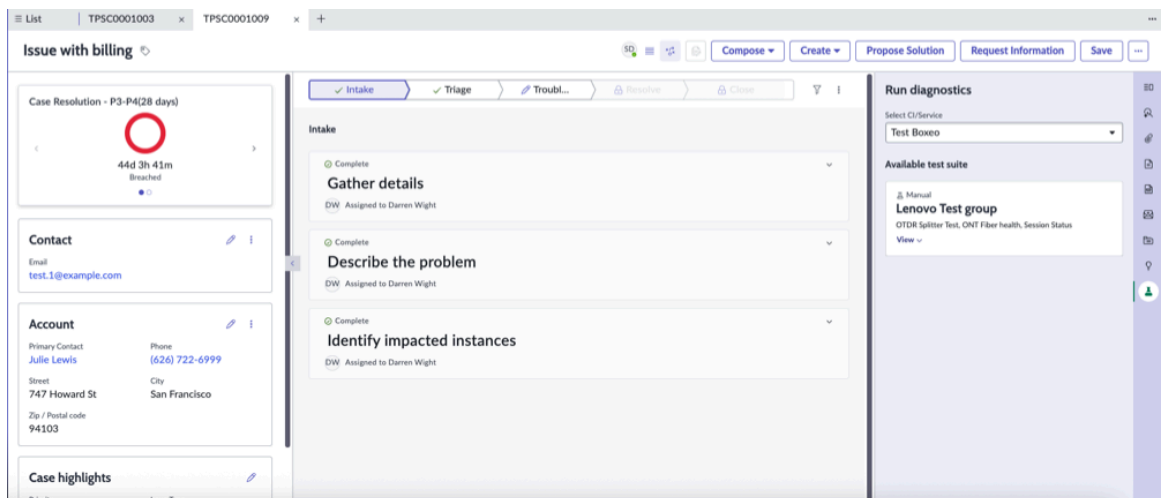 List
TPSC0001003
TPSC0001009
Issue with billing
SD
Compose
Create
Propose Solution
Request Information
Save
Case Resolution - P3-P4(28 days)
44d 3h 41m
Breached
Contact
Email
test.1@example.com
Account
Primary Contact
Phone
Julie Lewis
(626) 722-6999
Street
City
747 Howard St
San Francisco
Zip / Postal code
94103
Case highlights
Intake
Triage
Troubl...
Resolve
Close
Intake
Complete
Gather details
DW Assigned to Darren Wight
Complete
Describe the problem
DW Assigned to Darren Wight
Complete
Identify impacted instances
DW Assigned to Darren Wight
Run diagnostics
Select CI/Service
Test Boxeo
Available test suite
Manual
Lenovo Test group
OTDR Splitter Test, ONT Fiber health, Session Status
View